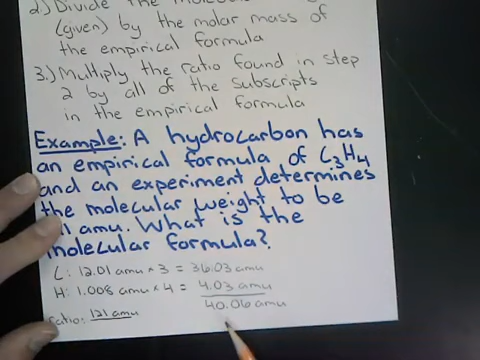 2) Divide the
(given) by the molar mass of
the empirical formula
3.) Multiply the ratio found in step
2 by all of the subscripts
in the empirical formula
Example: A hydrocarbon has
an empirical formula of C₃H₄
and an experiment determines
the molecular weight to be
amu. What is the
molecular formula?
C: 12.01 amu × 3 = 36.03 amu
H: 1.008 amu × 4 = 4.03 amu
40.06 amu
ratio: 121 amu